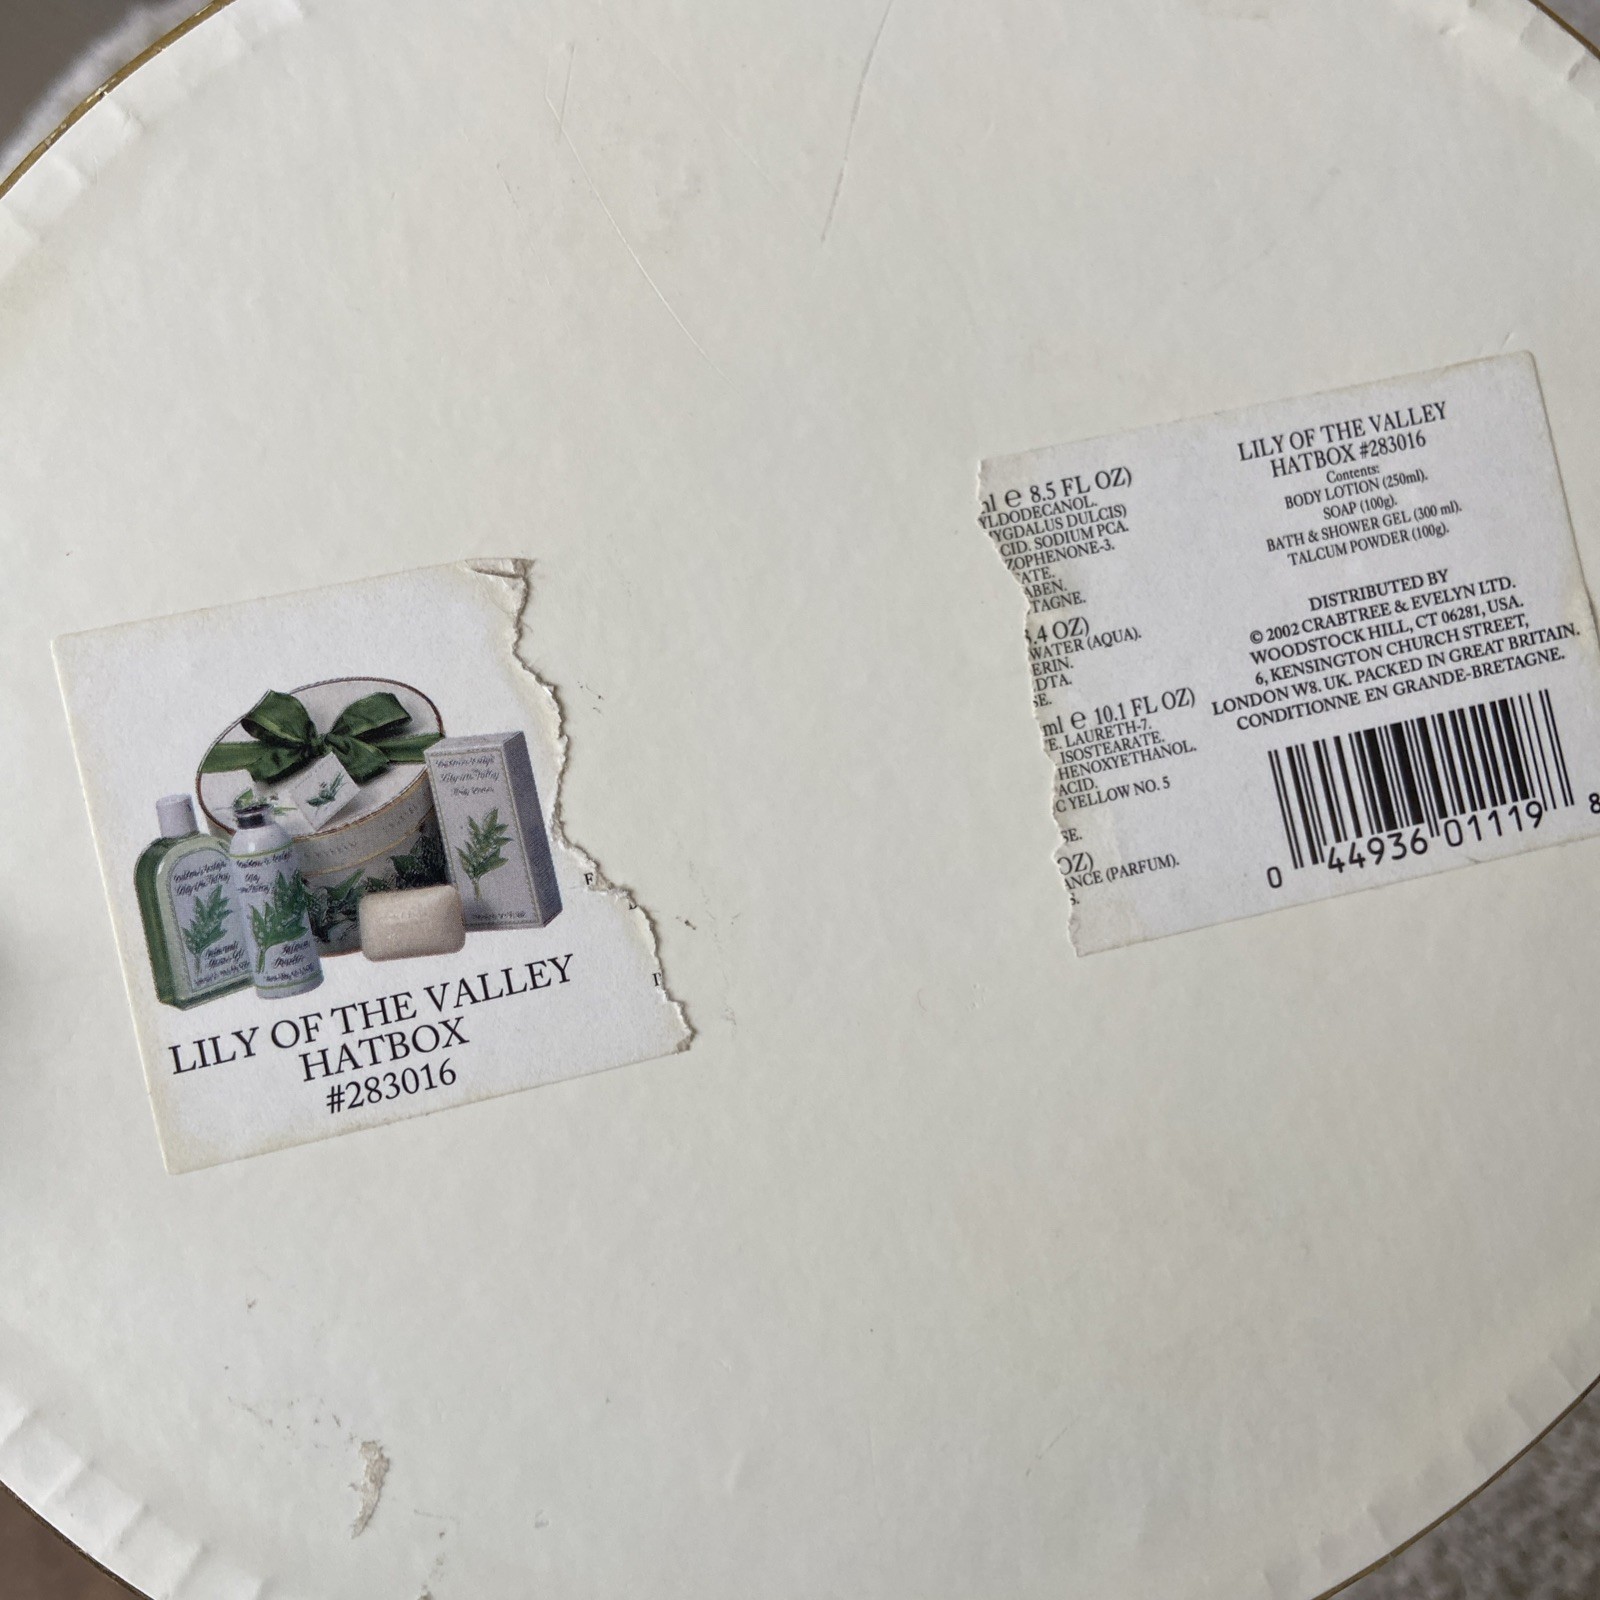 LILY OF THE VALLEY
HATBOX
#283016
ml e 8.5 FL OZ)
YLDODECANOL.
YGDALUS DULCIS)
CID. SODIUM PCA.
ZOPHENONE-3.
ATE.
ABEN.
TAGNE.
.4 OZ)
WATER (AQUA).
ERIN.
DTA.
SE.
ml e 10.1 FL OZ)
E. LAURETH-7.
ISOSTEARATE.
HENOXYETHANOL.
ACID.
C YELLOW NO. 5
SE.
OZ)
ANCE (PARFUM).
S.
LILY OF THE VALLEY
HATBOX #283016
Contents:
BODY LOTION (250ml).
SOAP (100g).
BATH & SHOWER GEL (300 ml).
TALCUM POWDER (100g).
DISTRIBUTED BY
© 2002 CRABTREE & EVELYN LTD.
WOODSTOCK HILL, CT 06281, USA.
6, KENSINGTON CHURCH STREET,
LONDON W8. UK. PACKED IN GREAT BRITAIN.
CONDITIONNE EN GRANDE-BRETAGNE.
0 44936 01119 8